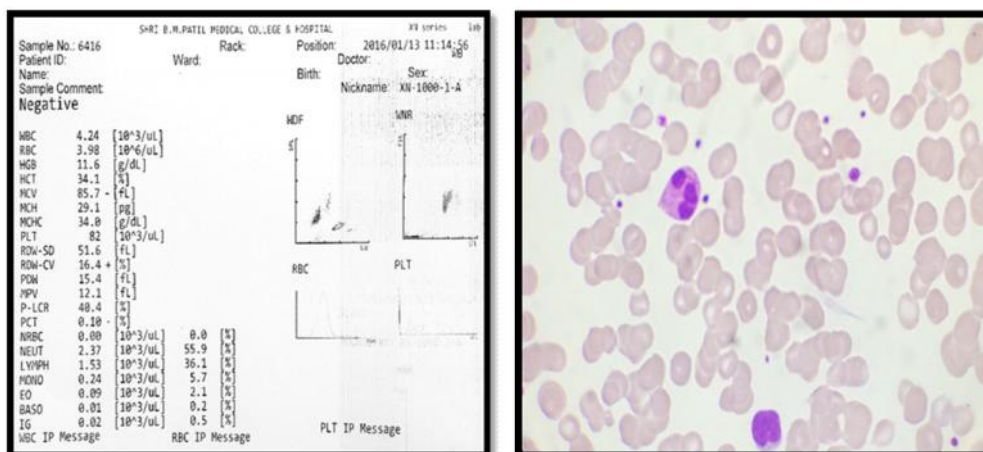 SHRI B.M.PATIL MEDICAL COLLEGE & HOSPITAL XN series Lab
Sample No.: 6416 Rack: Position: 2016/01/13 11:14:56
Patient ID: Ward: Doctor: WB
Name: Birth: Sex:
Sample Comment: Nickname: XN-1000-1-A
Negative
WDF WNR
WBC 4.24 [10^3/uL]
RBC 3.98 [10^6/uL]
HGB 11.6 [g/dL]
HCT 34.1 [%]
MCV 85.7 - [fL]
MCH 29.1 [pg]
MCHC 34.0 [g/dL]
PLT 82 [10^3/uL]
RDW-SD 51.6 [fL]
RDW-CV 16.4 + [%]
PDW 15.4 [fL]
MPV 12.1 [fL]
P-LCR 40.4 [%]
PCT 0.10 - [%]
RBC PLT
NRBC 0.00 [10^3/uL] 0.0 [%]
NEUT 2.37 [10^3/uL] 55.9 [%]
LYMPH 1.53 [10^3/uL] 36.1 [%]
MONO 0.24 [10^3/uL] 5.7 [%]
EO 0.09 [10^3/uL] 2.1 [%]
BASO 0.01 [10^3/uL] 0.2 [%]
IG 0.02 [10^3/uL] 0.5 [%]
WBC IP Message RBC IP Message PLT IP Message